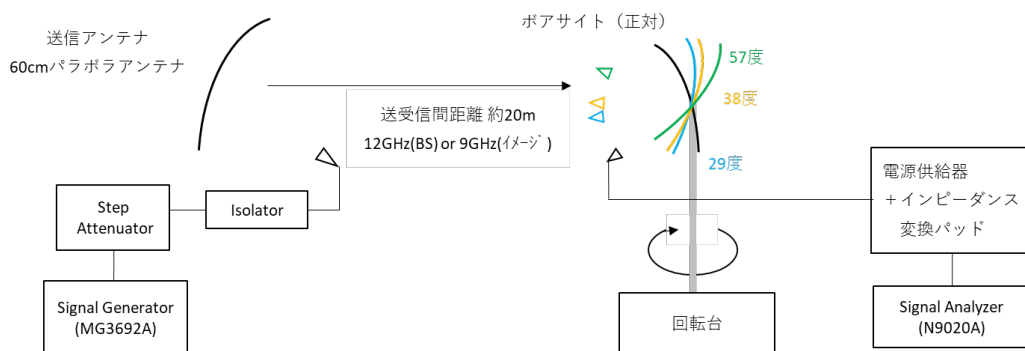 送信アンテナ
60cmパラボラアンテナ
ボアサイト（正対）
57度
38度
29度
送受信間距離 約20m
12GHz(BS) or 9GHz(ｲﾒｰｼﾞ)
Step
Attenuator
Isolator
Signal Generator
(MG3692A)
電源供給器
＋インピーダンス
変換パッド
回転台
Signal Analyzer
(N9020A)